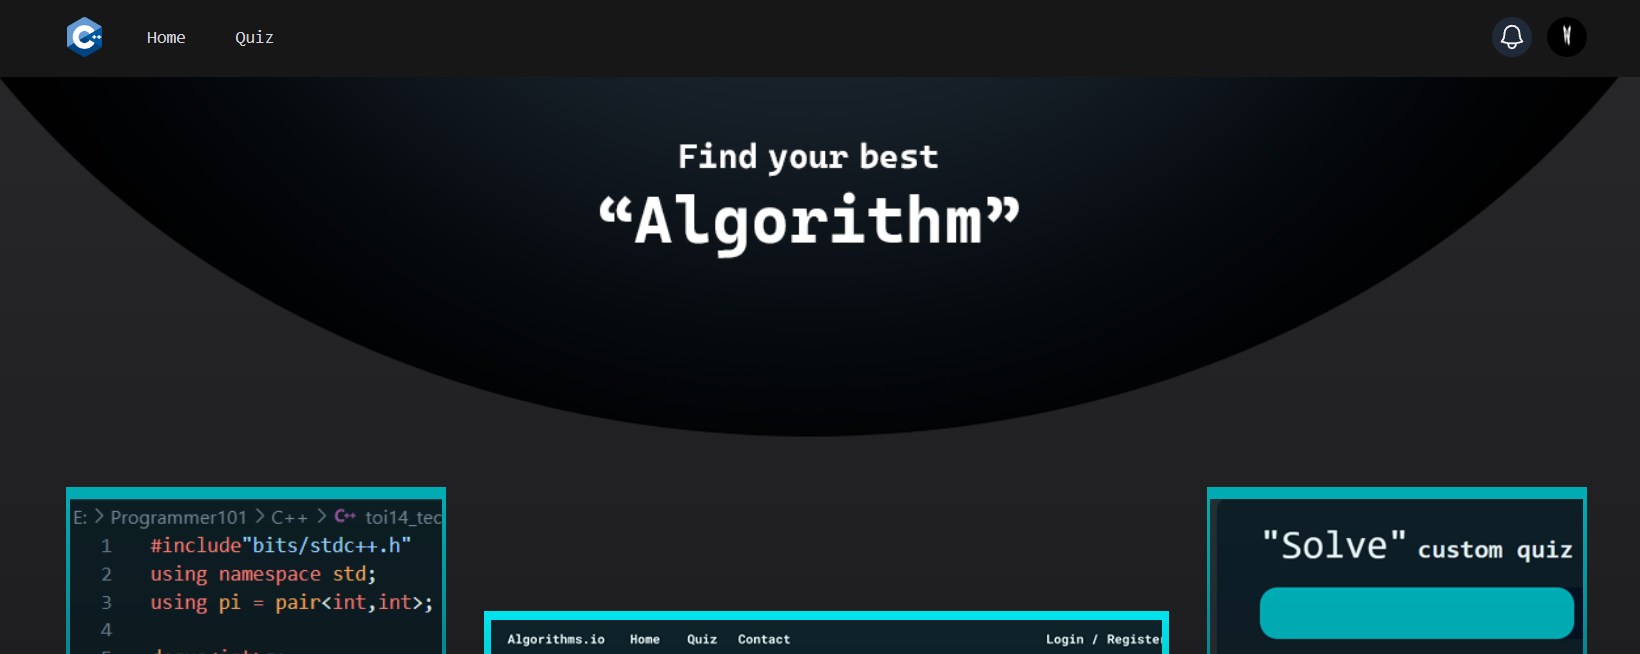 Home Quiz
Find your best
“Algorithm”
E: > Programmer101 > C++ > C++ toi14_tec
1 #include"bits/stdc++.h"
2 using namespace std;
3 using pi = pair<int,int>;
4
"Solve" custom quiz
Algorithms.io Home Quiz Contact Login / Register